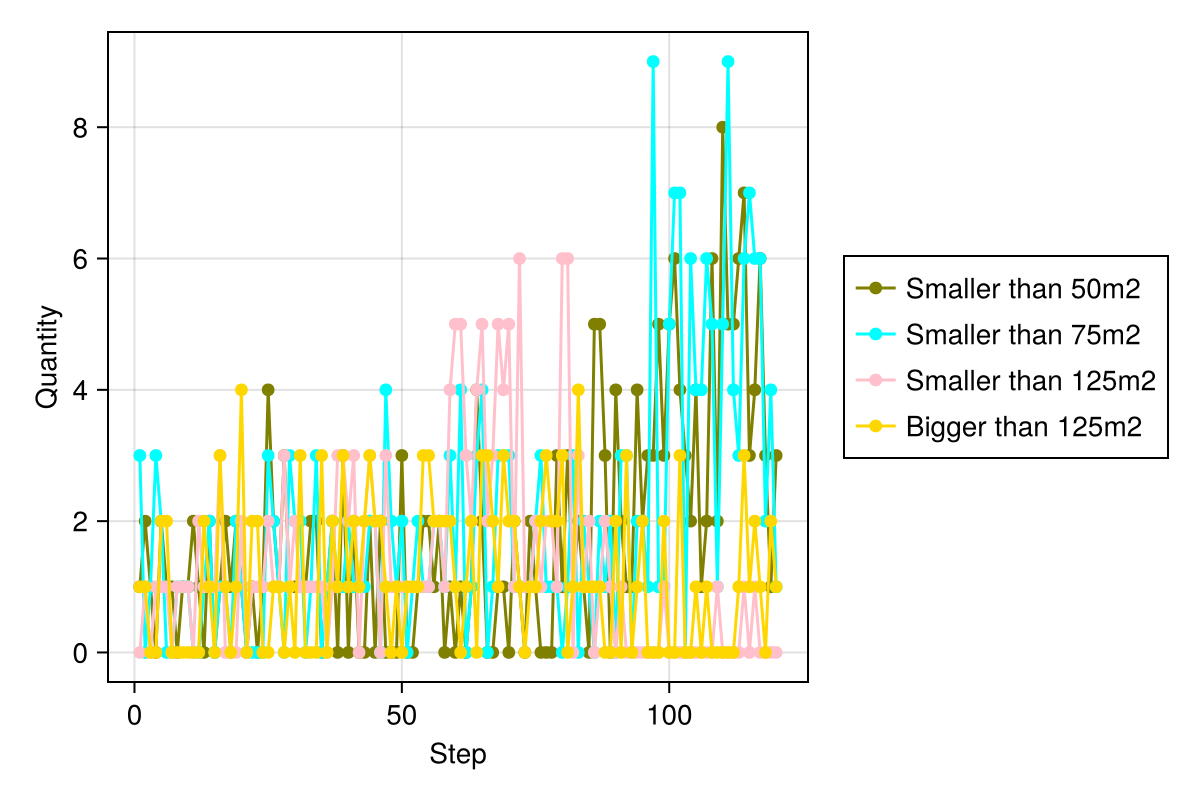 8
6
4
2
0
Quantity
0 50 100
Step
Smaller than 50m2
Smaller than 75m2
Smaller than 125m2
Bigger than 125m2